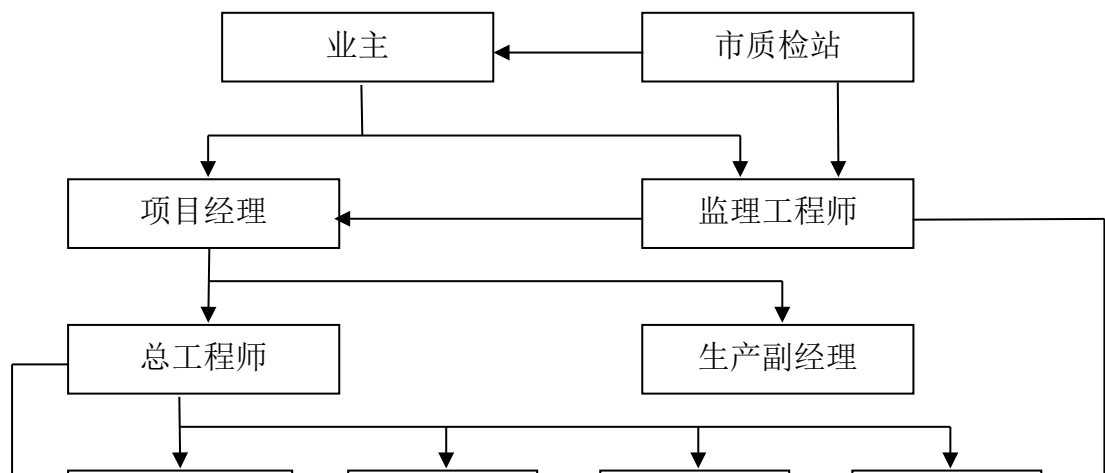 业主
市质检站
项目经理
监理工程师
总工程师
生产副经理